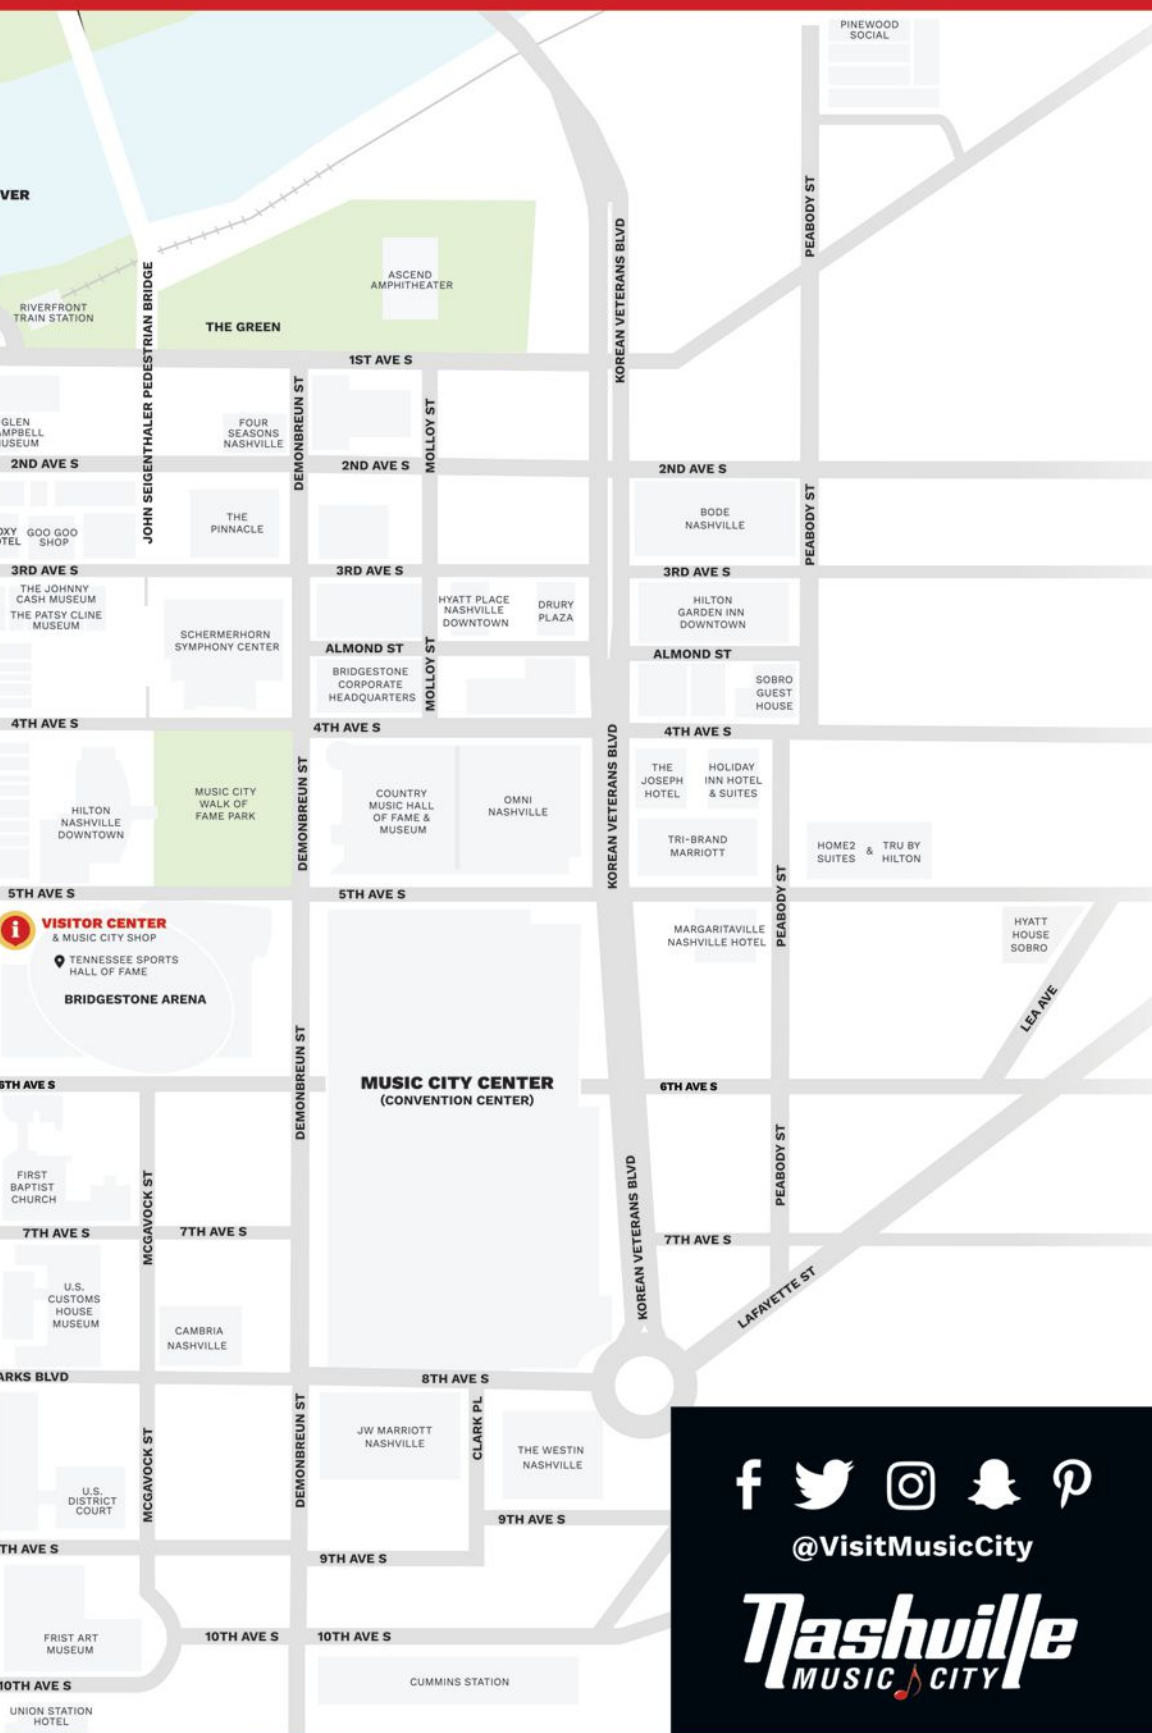 PINEWOOD
SOCIAL
VER
PEABODY ST
KOREAN VETERANS BLVD
JOHN SEIGENTHALER PEDESTRIAN BRIDGE
ASCEND
AMPHITHEATER
RIVERFRONT
TRAIN STATION
THE GREEN
1ST AVE S
DEMONBREUN ST
MOLLOY ST
GLEN
AMPBELL
USEUM
FOUR
SEASONS
NASHVILLE
2ND AVE S
2ND AVE S
2ND AVE S
PEABODY ST
THE
PINNACLE
BODE
NASHVILLE
OXY
TEL
GOO GOO
SHOP
3RD AVE S
3RD AVE S
3RD AVE S
THE JOHNNY
CASH MUSEUM
THE PATSY CLINE
MUSEUM
HYATT PLACE
NASHVILLE
DOWNTOWN
DRURY
PLAZA
HILTON
GARDEN INN
DOWNTOWN
SCHERMERHORN
SYMPHONY CENTER
ALMOND ST
ALMOND ST
MOLLOY ST
BRIDGESTONE
CORPORATE
HEADQUARTERS
SOBRO
GUEST
HOUSE
4TH AVE S
4TH AVE S
4TH AVE S
DEMONBREUN ST
KOREAN VETERANS BLVD
HILTON
NASHVILLE
DOWNTOWN
MUSIC CITY
WALK OF
FAME PARK
COUNTRY
MUSIC HALL
OF FAME &
MUSEUM
OMNI
NASHVILLE
THE
JOSEPH
HOTEL
HOLIDAY
INN HOTEL
& SUITES
TRI-BRAND
MARRIOTT
HOME2
SUITES
&
TRU BY
HILTON
PEABODY ST
5TH AVE S
5TH AVE S
i
VISITOR CENTER
& MUSIC CITY SHOP
TENNESSEE SPORTS
HALL OF FAME
BRIDGESTONE ARENA
MARGARITAVILLE
NASHVILLE HOTEL
HYATT
HOUSE
SOBRO
LEA AVE
DEMONBREUN ST
6TH AVE S
MUSIC CITY CENTER
(CONVENTION CENTER)
6TH AVE S
PEABODY ST
FIRST
BAPTIST
CHURCH
MCGAVOCK ST
KOREAN VETERANS BLVD
7TH AVE S
7TH AVE S
7TH AVE S
U.S.
CUSTOMS
HOUSE
MUSEUM
CAMBRIA
NASHVILLE
LAFAYETTE ST
ARKS BLVD
8TH AVE S
MCGAVOCK ST
DEMONBREUN ST
JW MARRIOTT
NASHVILLE
CLARK PL
THE WESTIN
NASHVILLE
U.S.
DISTRICT
COURT
9TH AVE S
TH AVE S
9TH AVE S
FRIST ART
MUSEUM
10TH AVE S
10TH AVE S
10TH AVE S
CUMMINS STATION
UNION STATION
HOTEL
@VisitMusicCity
Nashville
MUSIC CITY